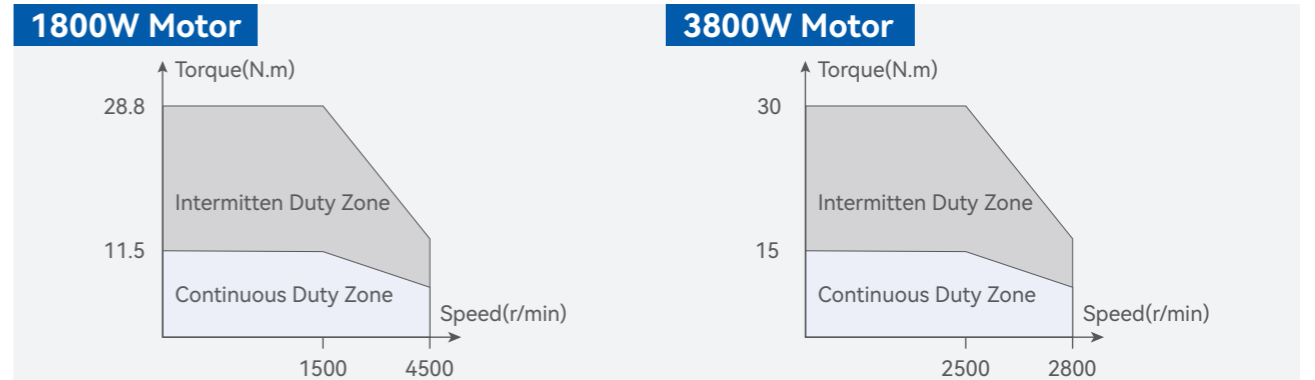 1800W Motor
Torque(N.m)
28.8
Intermitten Duty Zone
11.5
Continuous Duty Zone
Speed(r/min)
1500 4500
3800W Motor
Torque(N.m)
30
Intermitten Duty Zone
15
Continuous Duty Zone
Speed(r/min)
2500 2800